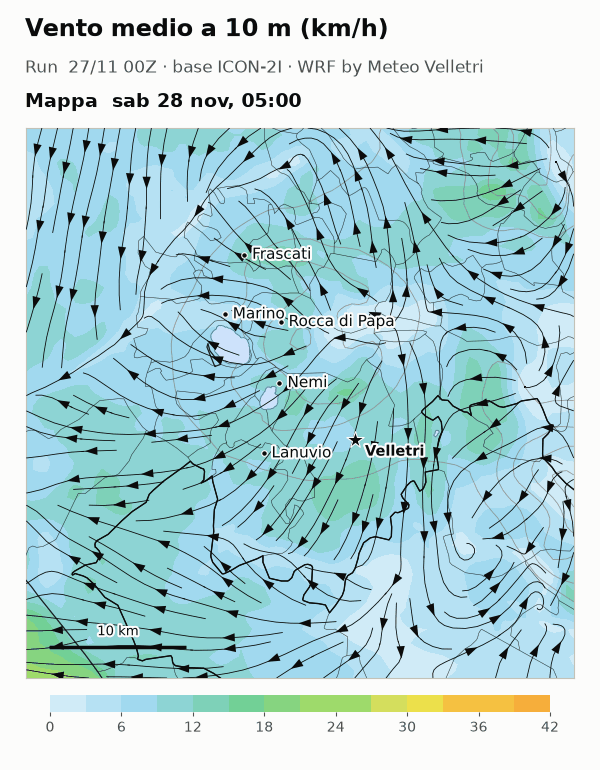 Vento medio a 10 m (km/h)
Run  27/11 00Z · base ICON-2I · WRF by Meteo Velletri
Mappa  sab 28 nov, 05:00
Frascati
Marino
Rocca di Papa
Nemi
Velletri
Lanuvio
10 km
0 6 12 18 24 30 36 42